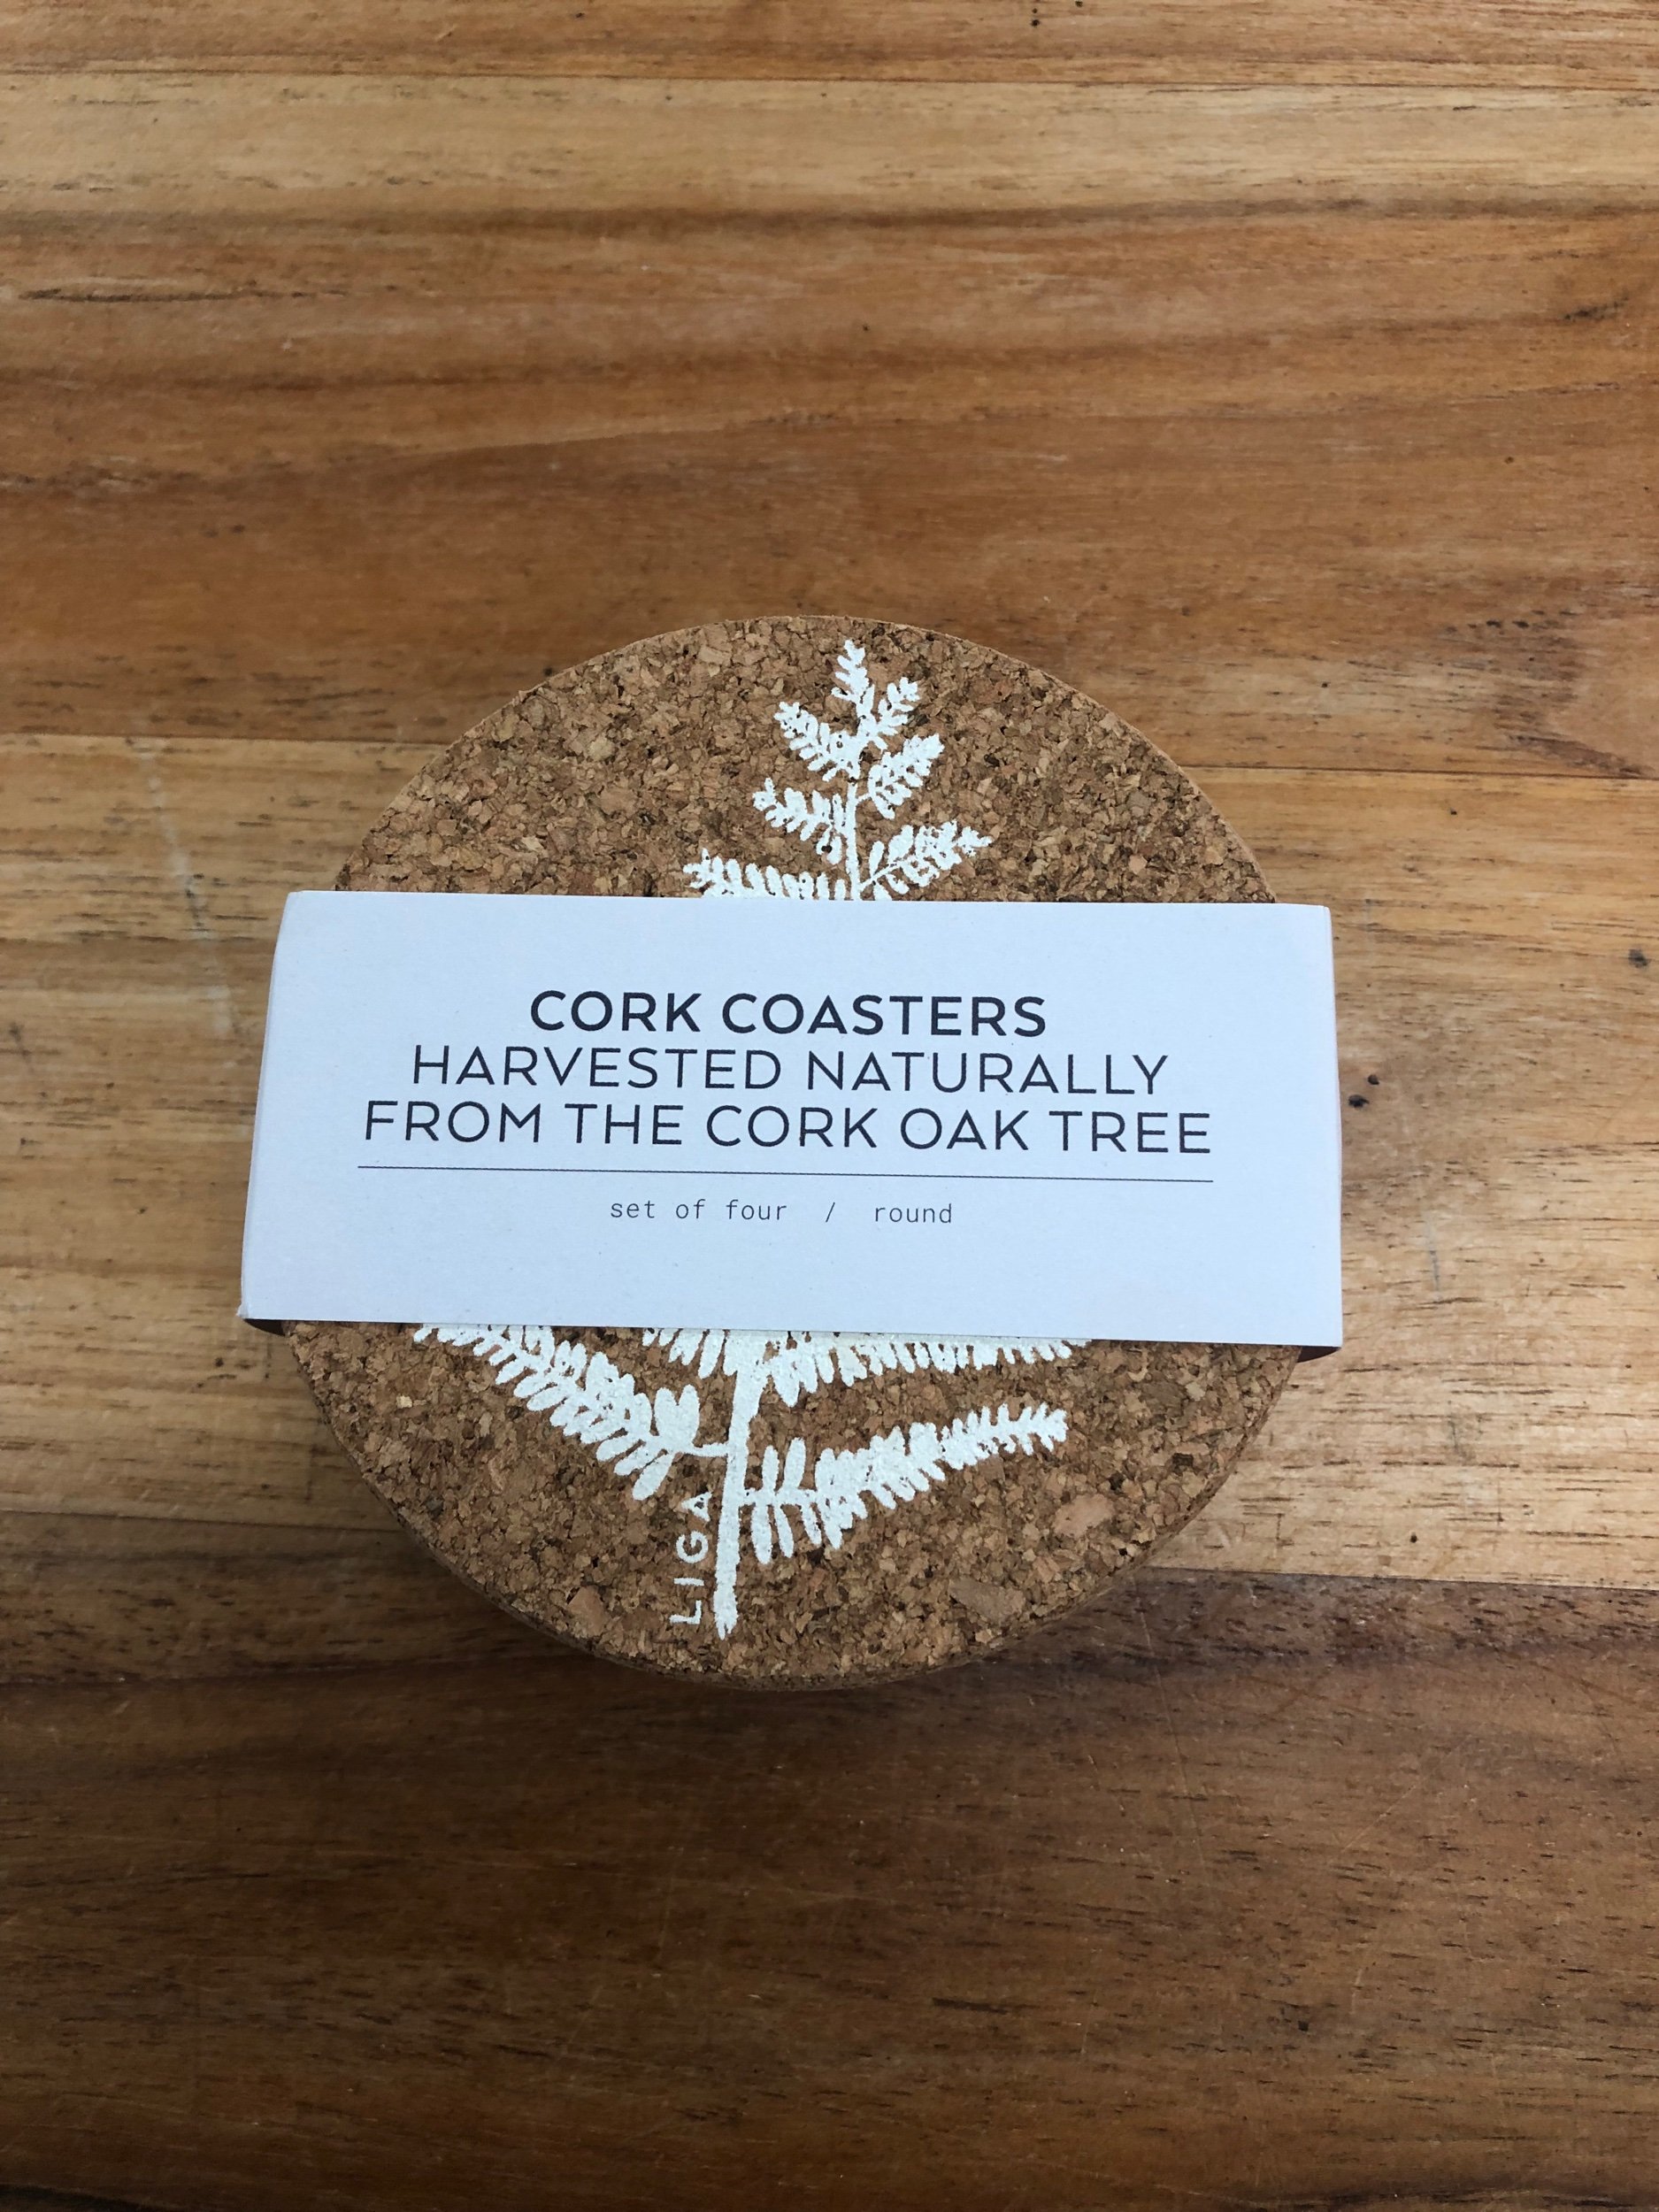 CORK COASTERS
HARVESTED NATURALLY
FROM THE CORK OAK TREE
set of four / round
LIGA